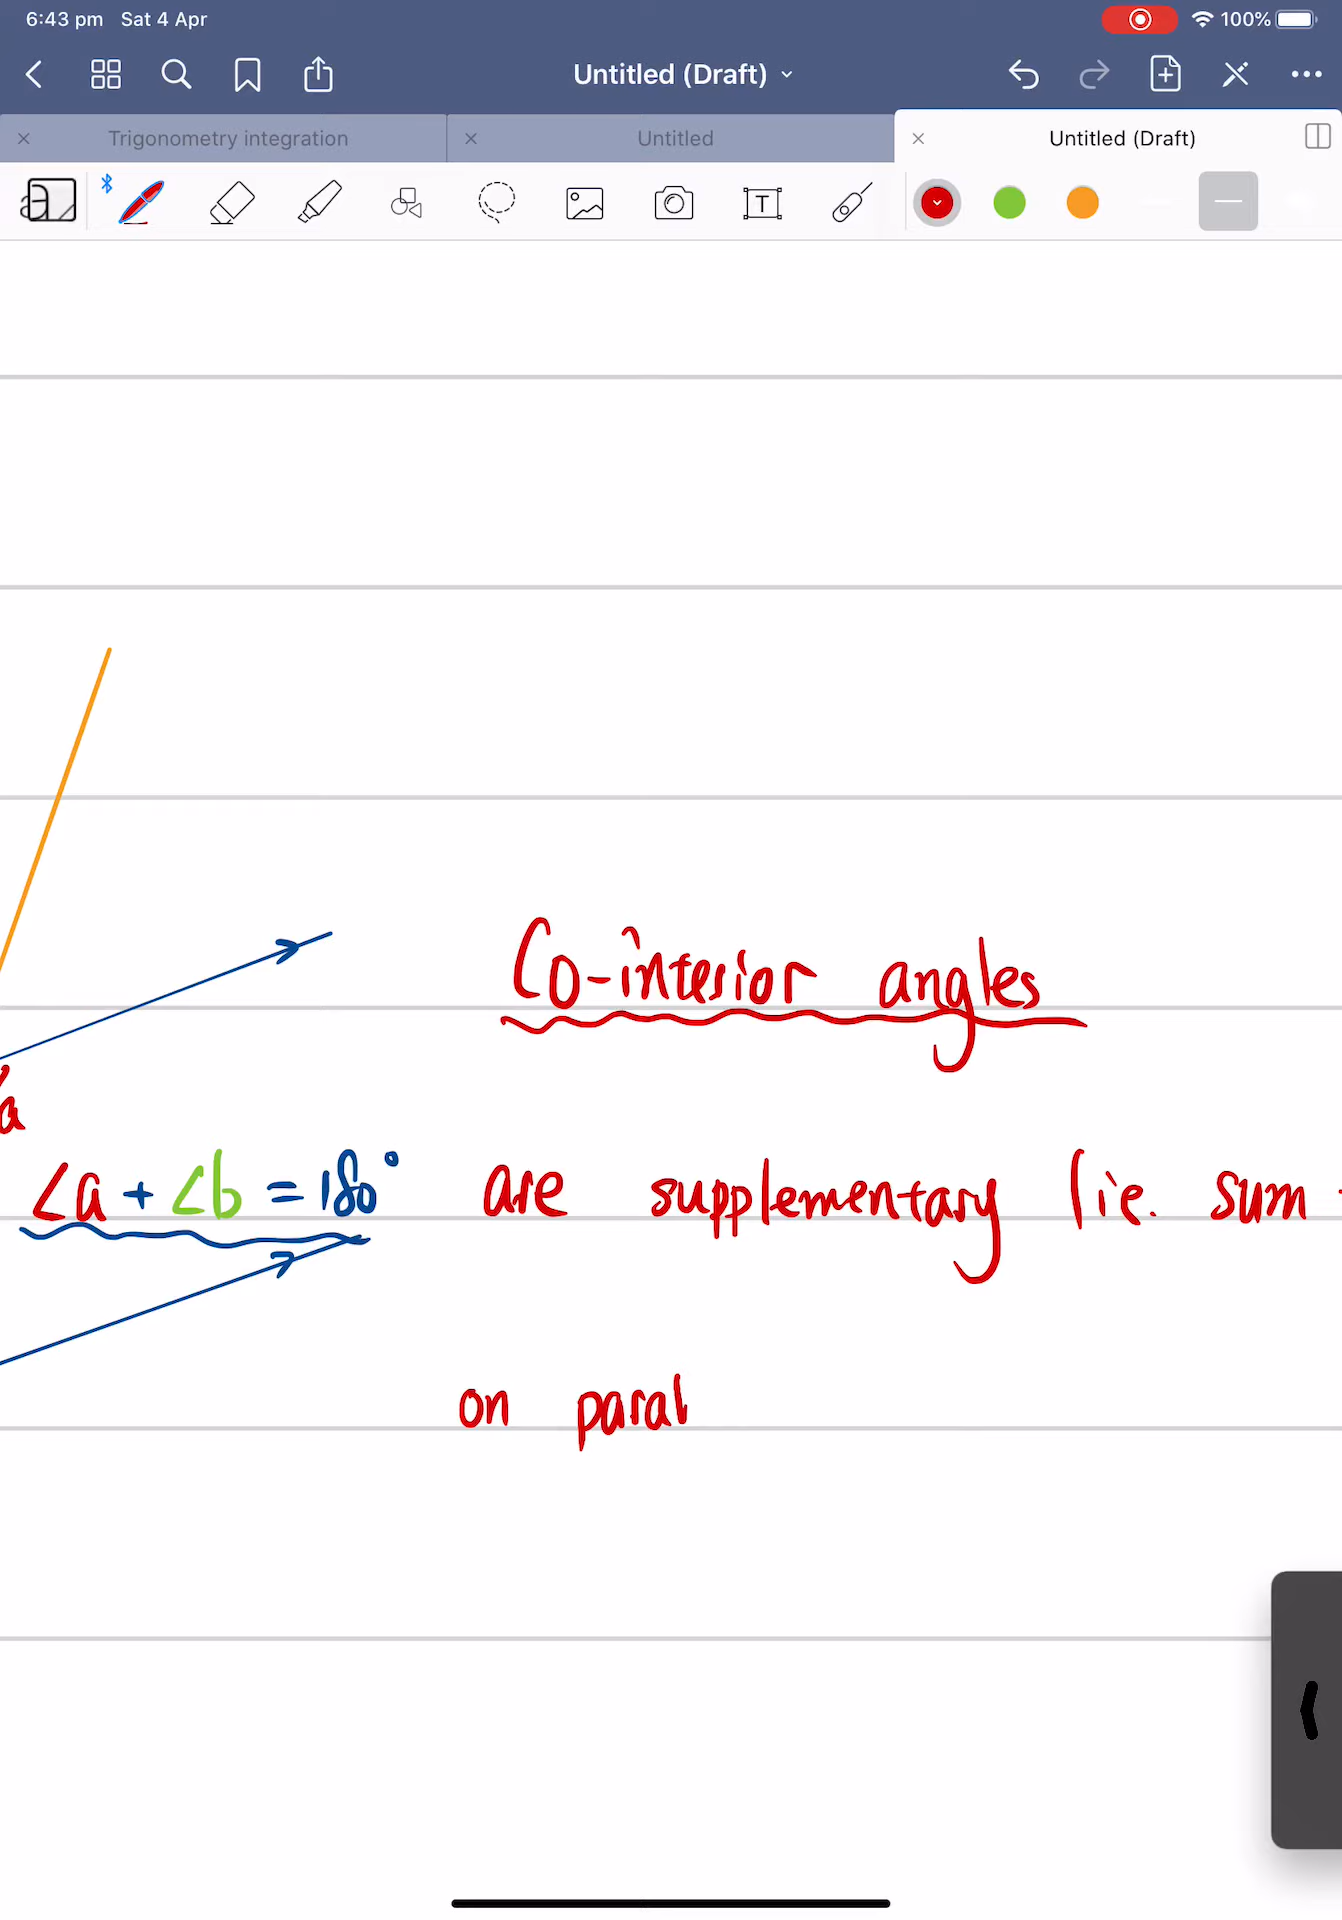 6:43 pm Sat 4 Apr 100%
Untitled (Draft)
Trigonometry integration Untitled Untitled (Draft)
T
Co-interior angles
a
∠a + ∠b = 180° are supplementary (ie. sum
on paral